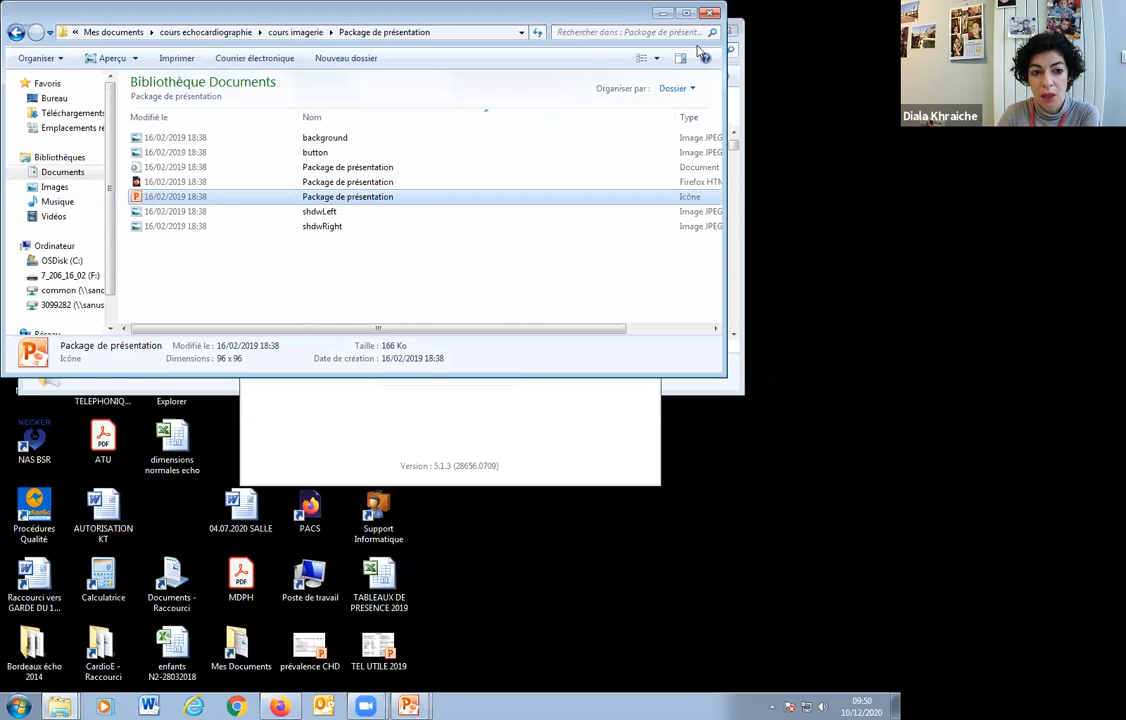 Mes documents cours echocardiographie cours imagerie Package de présentation
Rechercher dans : Package de présent...
Organiser Aperçu Imprimer Courrier électronique Nouveau dossier
Favoris
Bureau
Téléchargements
Emplacements ré
Bibliothèques
Documents
Images
Musique
Vidéos
Ordinateur
OSDisk (C:)
7_206_16_02 (F:)
common (\\sanc
3099282 (\\sanus
Réseau
Bibliothèque Documents
Package de présentation
Organiser par : Dossier
Modifié le Nom Type
16/02/2019 18:38 background Image JPEG
16/02/2019 18:38 button Image JPEG
16/02/2019 18:38 Package de présentation Document
16/02/2019 18:38 Package de présentation Firefox HTM
16/02/2019 18:38 Package de présentation Icône
16/02/2019 18:38 shdwLeft Image JPEG
16/02/2019 18:38 shdwRight Image JPEG
Package de présentation Modifié le : 16/02/2019 18:38 Taille : 166 Ko
Icône Dimensions : 96 x 96 Date de création : 16/02/2019 18:38
TELEPHONIQ... Explorer
Version : 5.1.3 (28656.0709)
NECKER
NAS BSR
PDF
ATU
dimensions
normales echo
Procédures
Qualité
AUTORISATION
KT
04.07.2020 SALLE
PACS
Support
Informatique
Raccourci vers
GARDE DU 1...
Calculatrice
Documents -
Raccourci
PDF
MDPH
Poste de travail
TABLEAUX DE
PRESENCE 2019
Bordeaux écho
2014
CardioE -
Raccourci
enfants
N2-28032018
Mes Documents
prévalence CHD
TEL UTILE 2019
09:50
10/12/2020
Diala Khraiche